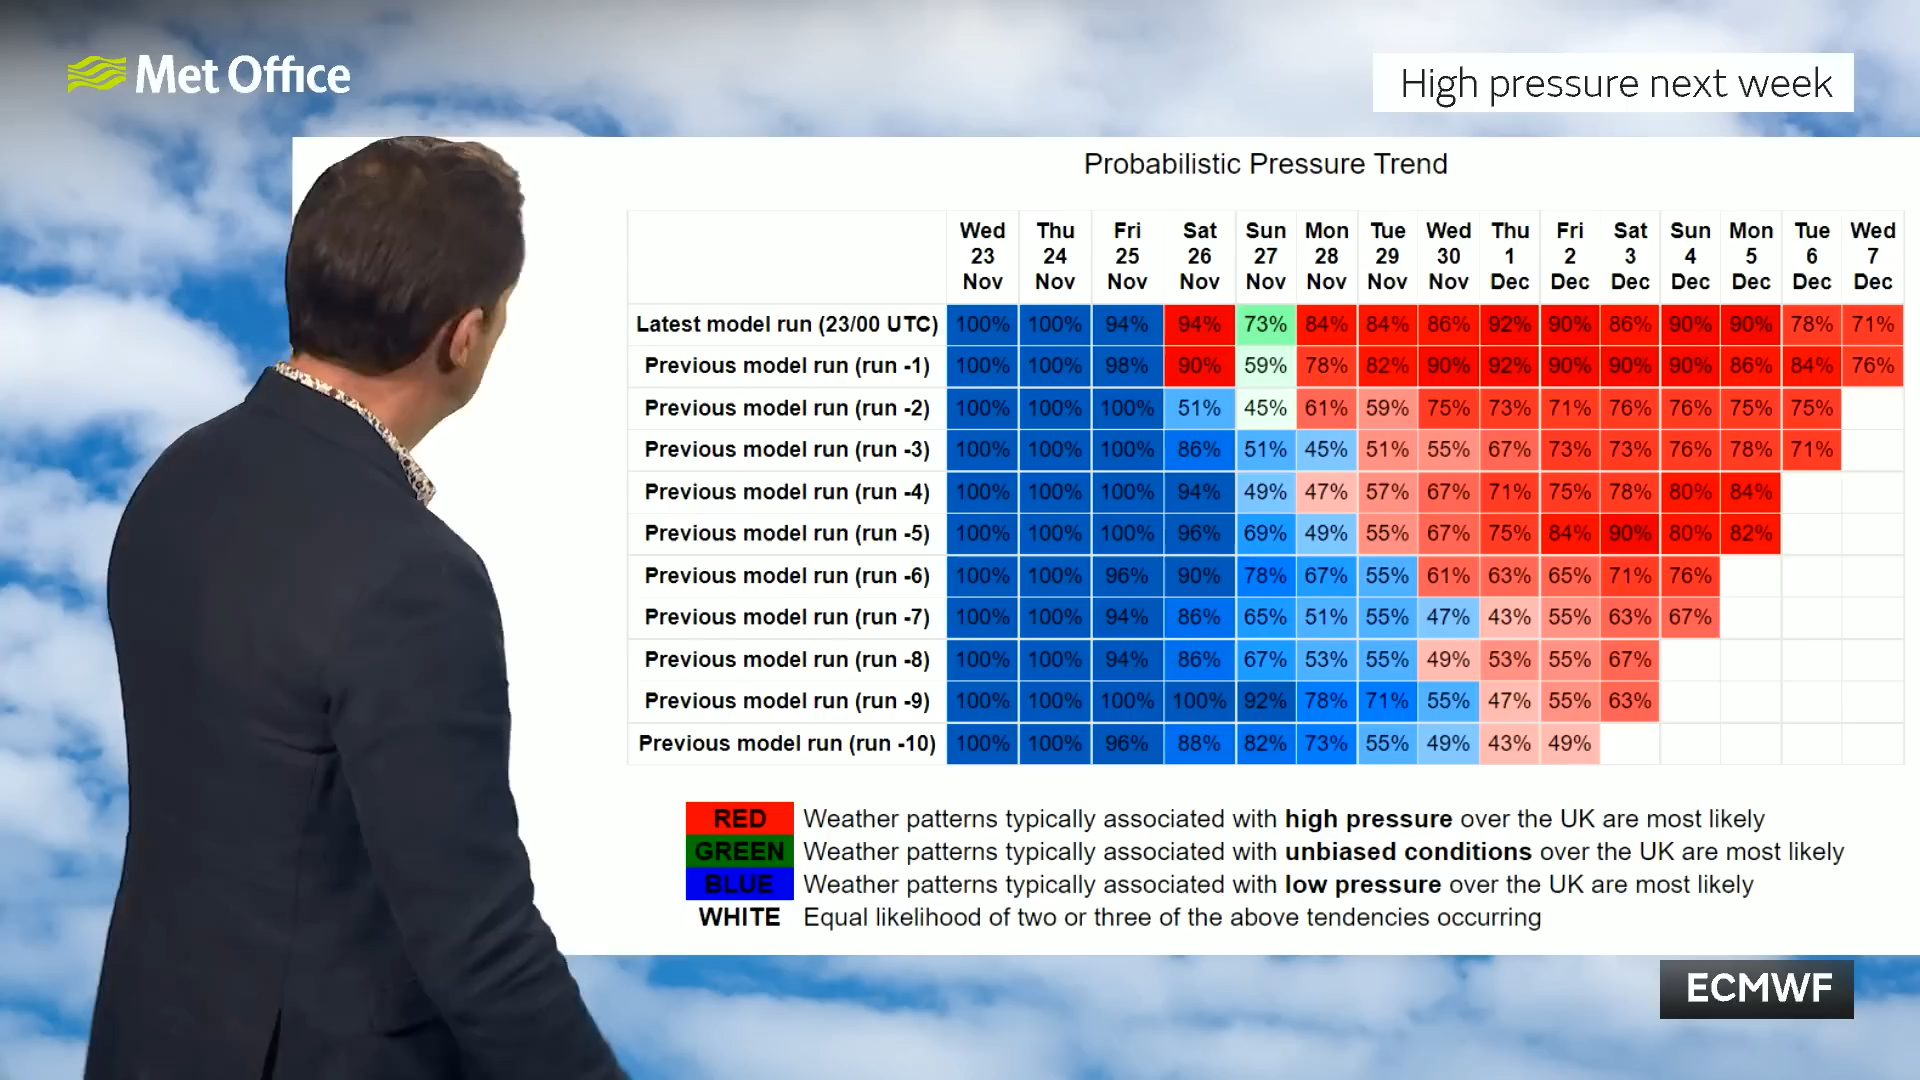 Met Office
High pressure next week
Probabilistic Pressure Trend
Wed 23 Nov Thu 24 Nov Fri 25 Nov Sat 26 Nov Sun 27 Nov Mon 28 Nov Tue 29 Nov Wed 30 Nov Thu 1 Dec Fri 2 Dec Sat 3 Dec Sun 4 Dec Mon 5 Dec Tue 6 Dec Wed 7 Dec
Latest model run (23/00 UTC) 100% 100% 94% 94% 73% 84% 84% 86% 92% 90% 86% 90% 90% 78% 71%
Previous model run (run -1) 100% 100% 98% 90% 59% 78% 82% 90% 92% 90% 90% 90% 86% 84% 76%
Previous model run (run -2) 100% 100% 100% 51% 45% 61% 59% 75% 73% 71% 76% 76% 75% 75%
Previous model run (run -3) 100% 100% 100% 86% 51% 45% 51% 55% 67% 73% 73% 76% 78% 71%
Previous model run (run -4) 100% 100% 100% 94% 49% 47% 57% 67% 71% 75% 78% 80% 84%
Previous model run (run -5) 100% 100% 100% 96% 69% 49% 55% 67% 75% 84% 90% 80% 82%
Previous model run (run -6) 100% 100% 96% 90% 78% 67% 55% 61% 63% 65% 71% 76%
Previous model run (run -7) 100% 100% 94% 86% 65% 51% 55% 47% 43% 55% 63% 67%
Previous model run (run -8) 100% 100% 94% 86% 67% 53% 55% 49% 53% 55% 67%
Previous model run (run -9) 100% 100% 100% 100% 92% 78% 71% 55% 47% 55% 63%
Previous model run (run -10) 100% 100% 96% 88% 82% 73% 55% 49% 43% 49%
RED Weather patterns typically associated with high pressure over the UK are most likely
GREEN Weather patterns typically associated with unbiased conditions over the UK are most likely
BLUE Weather patterns typically associated with low pressure over the UK are most likely
WHITE Equal likelihood of two or three of the above tendencies occurring
ECMWF